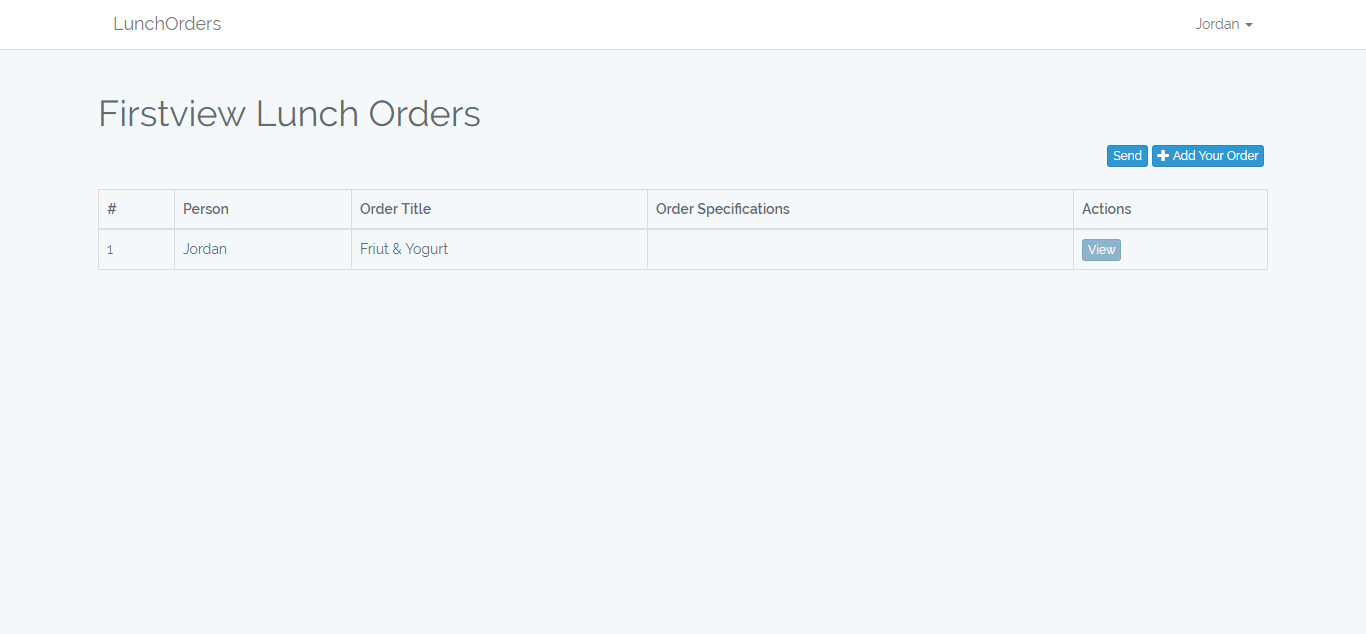 LunchOrders Jordan
Firstview Lunch Orders
Send Add Your Order
# Person Order Title Order Specifications Actions
1 Jordan Friut & Yogurt View